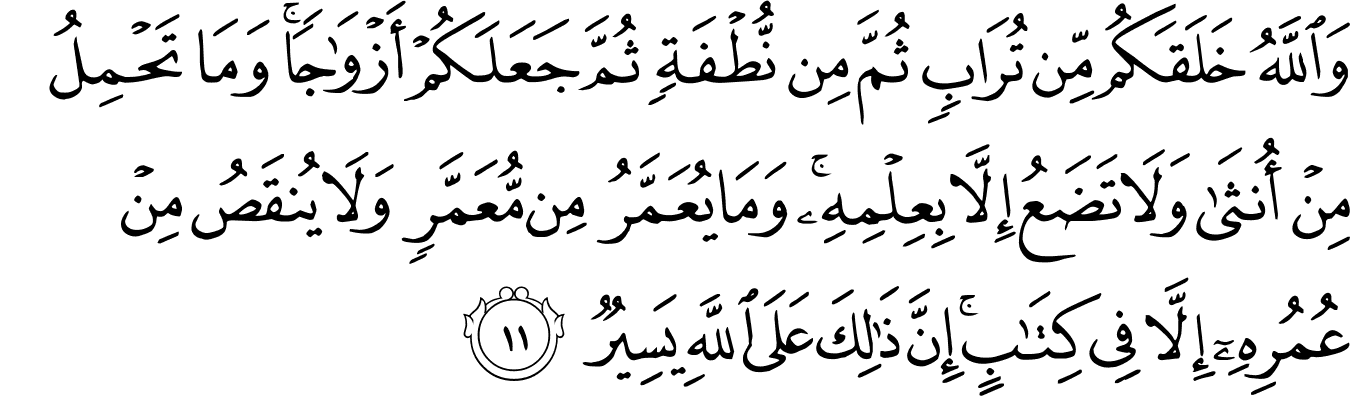 وَٱللَّهُ خَلَقَكُم مِّن تُرَابٍ ثُمَّ مِن نُّطْفَةٍ ثُمَّ جَعَلَكُمْ أَزْوَٰجًا ۚ وَمَا تَحْمِلُ
مِنْ أُنثَىٰ وَلَا تَضَعُ إِلَّا بِعِلْمِهِۦ ۚ وَمَا يُعَمَّرُ مِن مُّعَمَّرٍ وَلَا يُنقَصُ مِنْ
عُمُرِهِۦٓ إِلَّا فِى كِتَٰبٍ ۚ إِنَّ ذَٰلِكَ عَلَى ٱللَّهِ يَسِيرٌ ١١